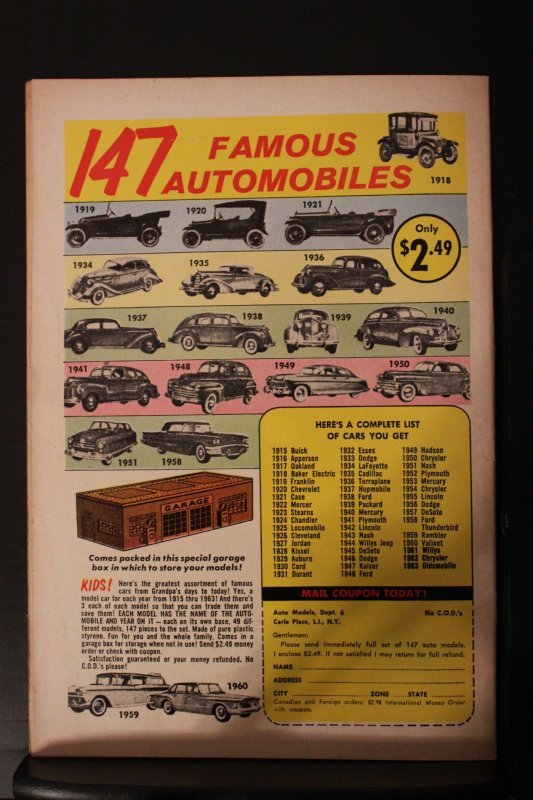 147 FAMOUS
AUTOMOBILES
1918
1919
1920
1921
Only
$2.49
1934
1935
1936
1937
1938
1939
1940
1941
1948
1949
1950
1951
1958
GARAGE
Comes packed in this special garage
box in which to store your models!
KIDS! Here's the greatest assortment of famous
cars from Grandpa's days to today! Yes, a
model car for each year from 1915 thru 1963! And there's
3 each of each model so that you can trade them and
save them! EACH MODEL HAS THE NAME OF THE AUTO-
MOBILE AND YEAR ON IT — each on its own base, 49 dif-
ferent models, 147 pieces to the set. Made of pure plastic
styrene. Fun for you and the whole family. Comes in a
garage box for storage when not in use! Send $2.49 money
order or check with coupon.
Satisfaction guaranteed or your money refunded. No
C.O.D.'s please!
1959
1960
HERE'S A COMPLETE LIST
OF CARS YOU GET
1915 Buick
1916 Apperson
1917 Oakland
1918 Baker Electric
1919 Franklin
1920 Chevrolet
1921 Case
1922 Mercer
1923 Stearns
1924 Chandler
1925 Locomobile
1926 Cleveland
1927 Jordan
1928 Kissel
1929 Auburn
1930 Cord
1931 Durant
1932 Essex
1933 Dodge
1934 LaFayette
1935 Cadillac
1936 Terraplane
1937 Hupmobile
1938 Ford
1939 Packard
1940 Mercury
1941 Plymouth
1942 Lincoln
1943 Nash
1944 Willys Jeep
1945 DeSoto
1946 Dodge
1947 Kaiser
1948 Ford
1949 Hudson
1950 Chrysler
1951 Nash
1952 Plymouth
1953 Mercury
1954 Chrysler
1955 Lincoln
1956 Dodge
1957 DeSoto
1958 Ford
Thunderbird
1959 Rambler
1960 Valiant
1961 Willys
1962 Chrysler
1963 Oldsmobile
MAIL COUPON TODAY!
Auto Models, Dept. 6 No C.O.D.'s
Carle Place, L.I., N.Y.
Gentlemen:
Please send immediately full set of 147 auto models.
I enclose $2.49. If not satisfied I may return for full refund.
NAME
ADDRESS
CITY ZONE STATE
Canadian and Foreign orders: $2.98 International Money Order
with coupon.